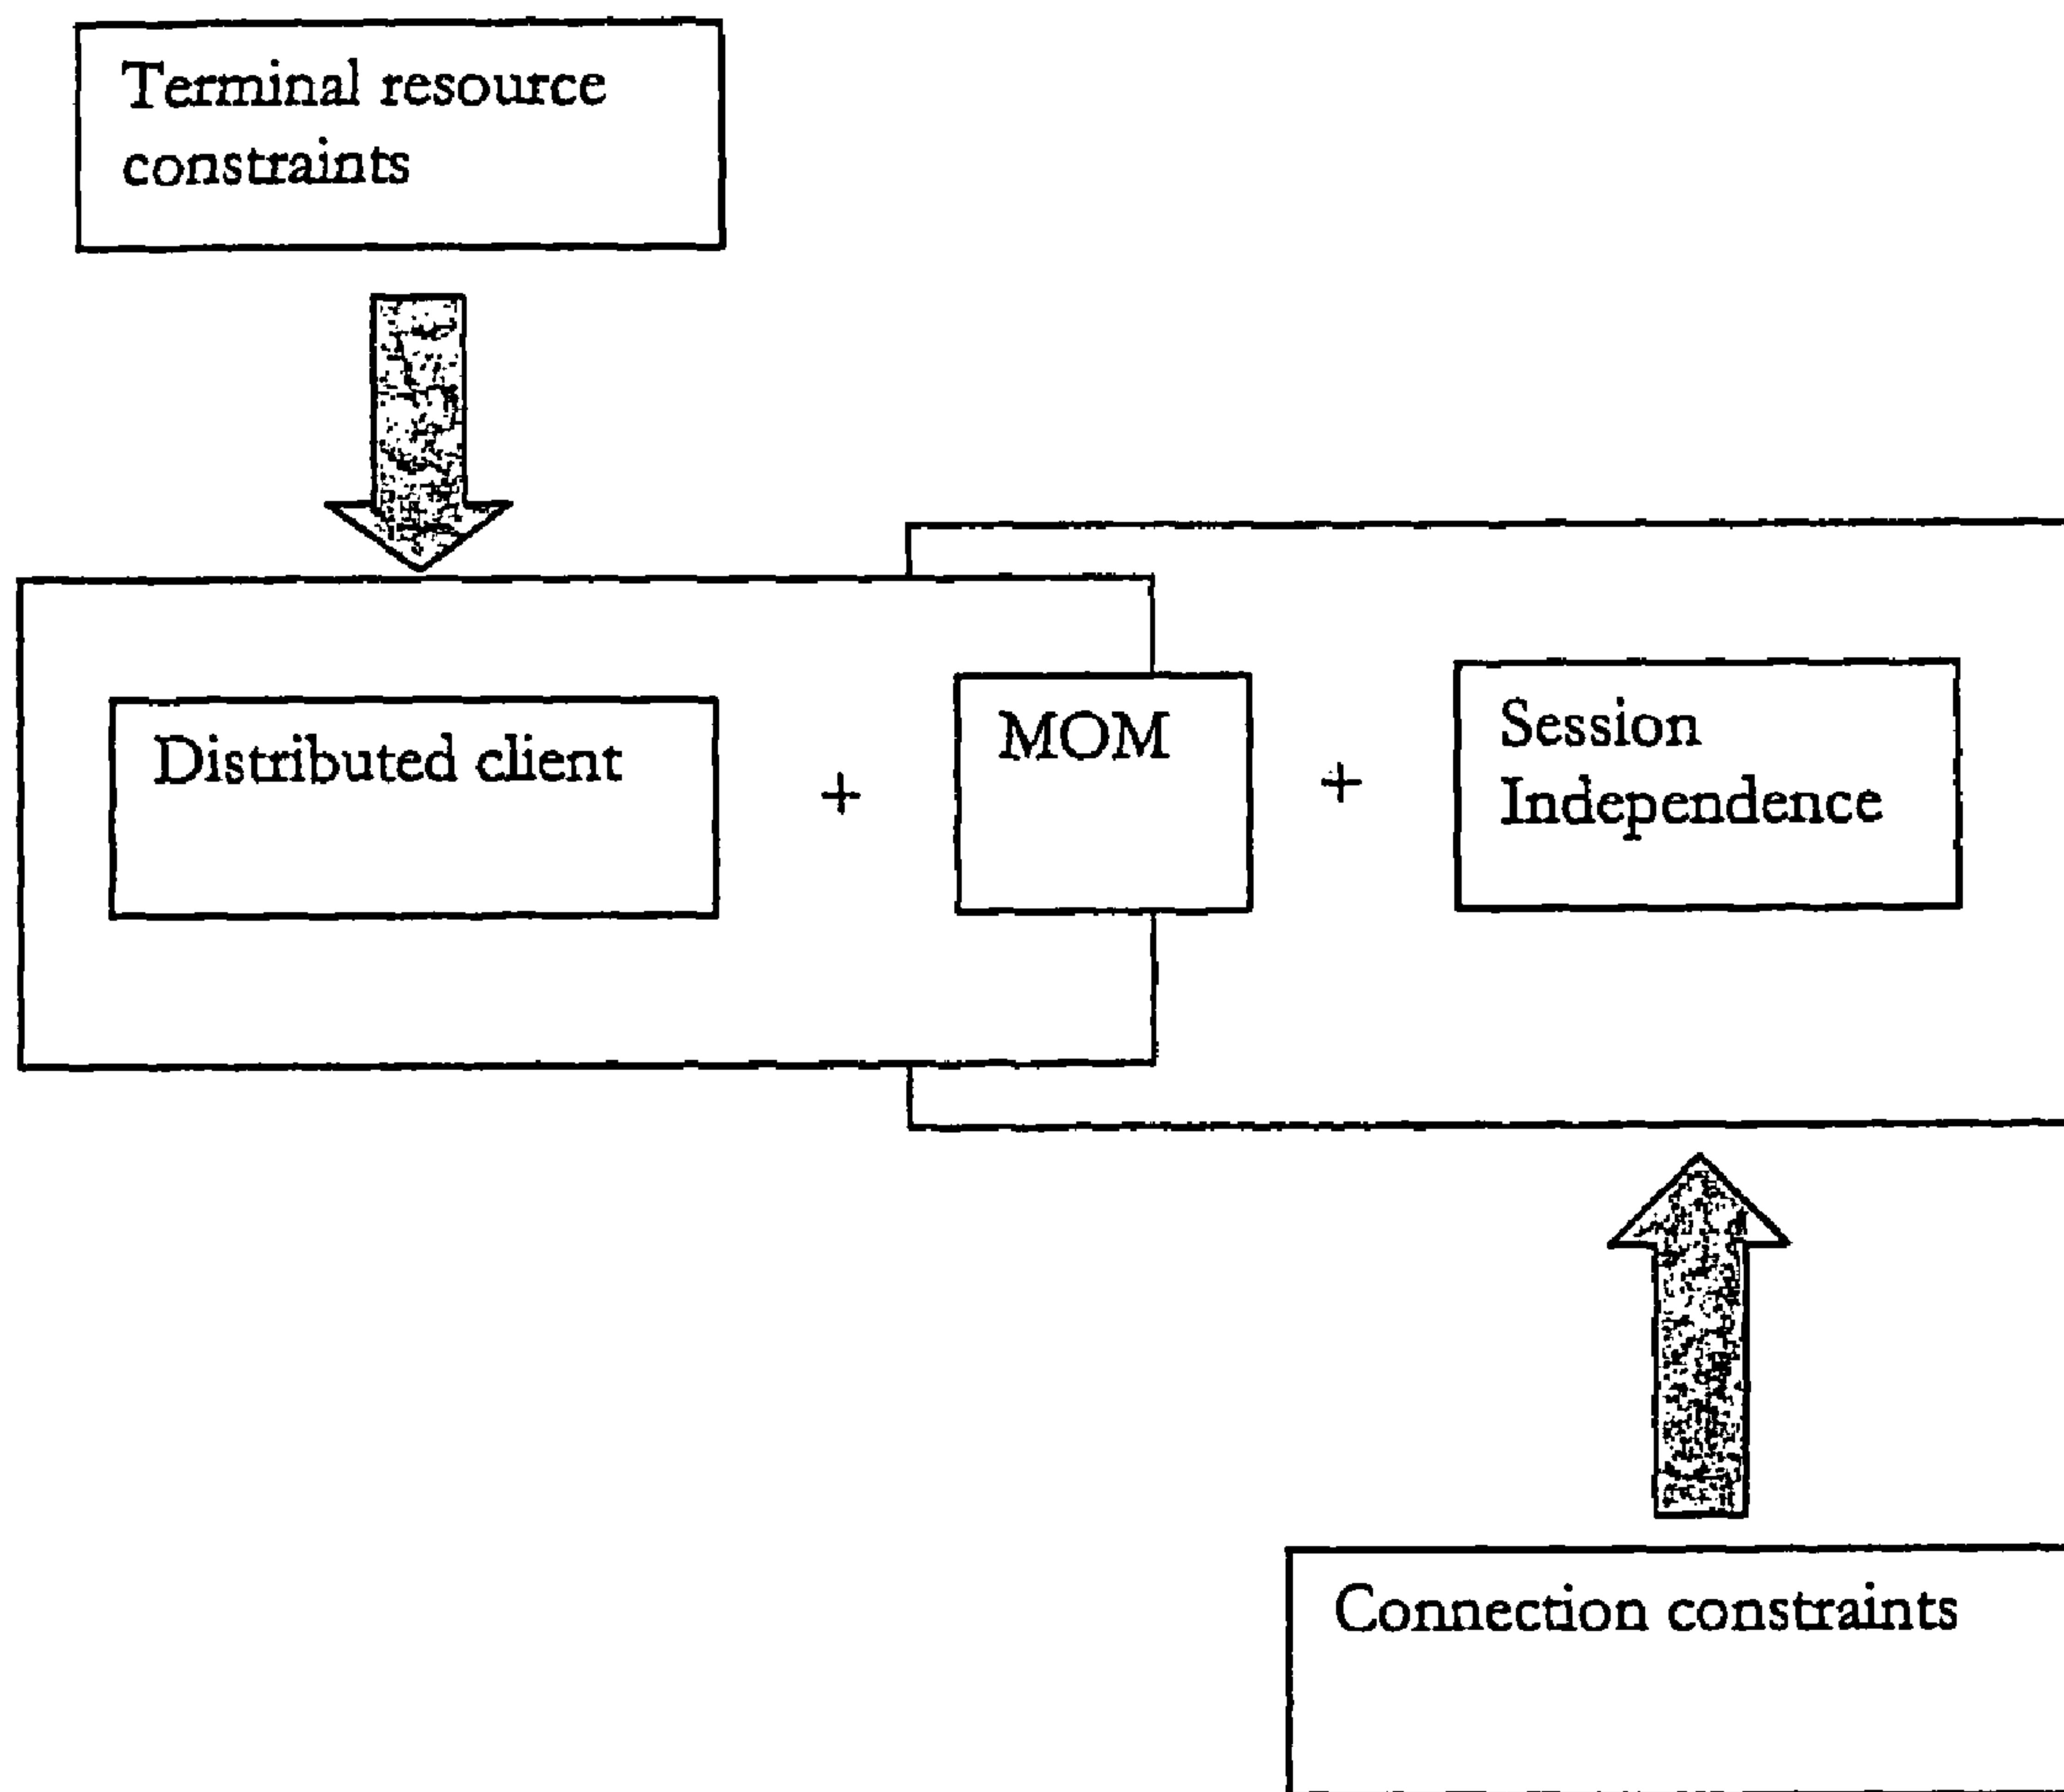 Terminal resource
constraints
Distributed client
+
MOM
+
Session
Independence
Connection constraints